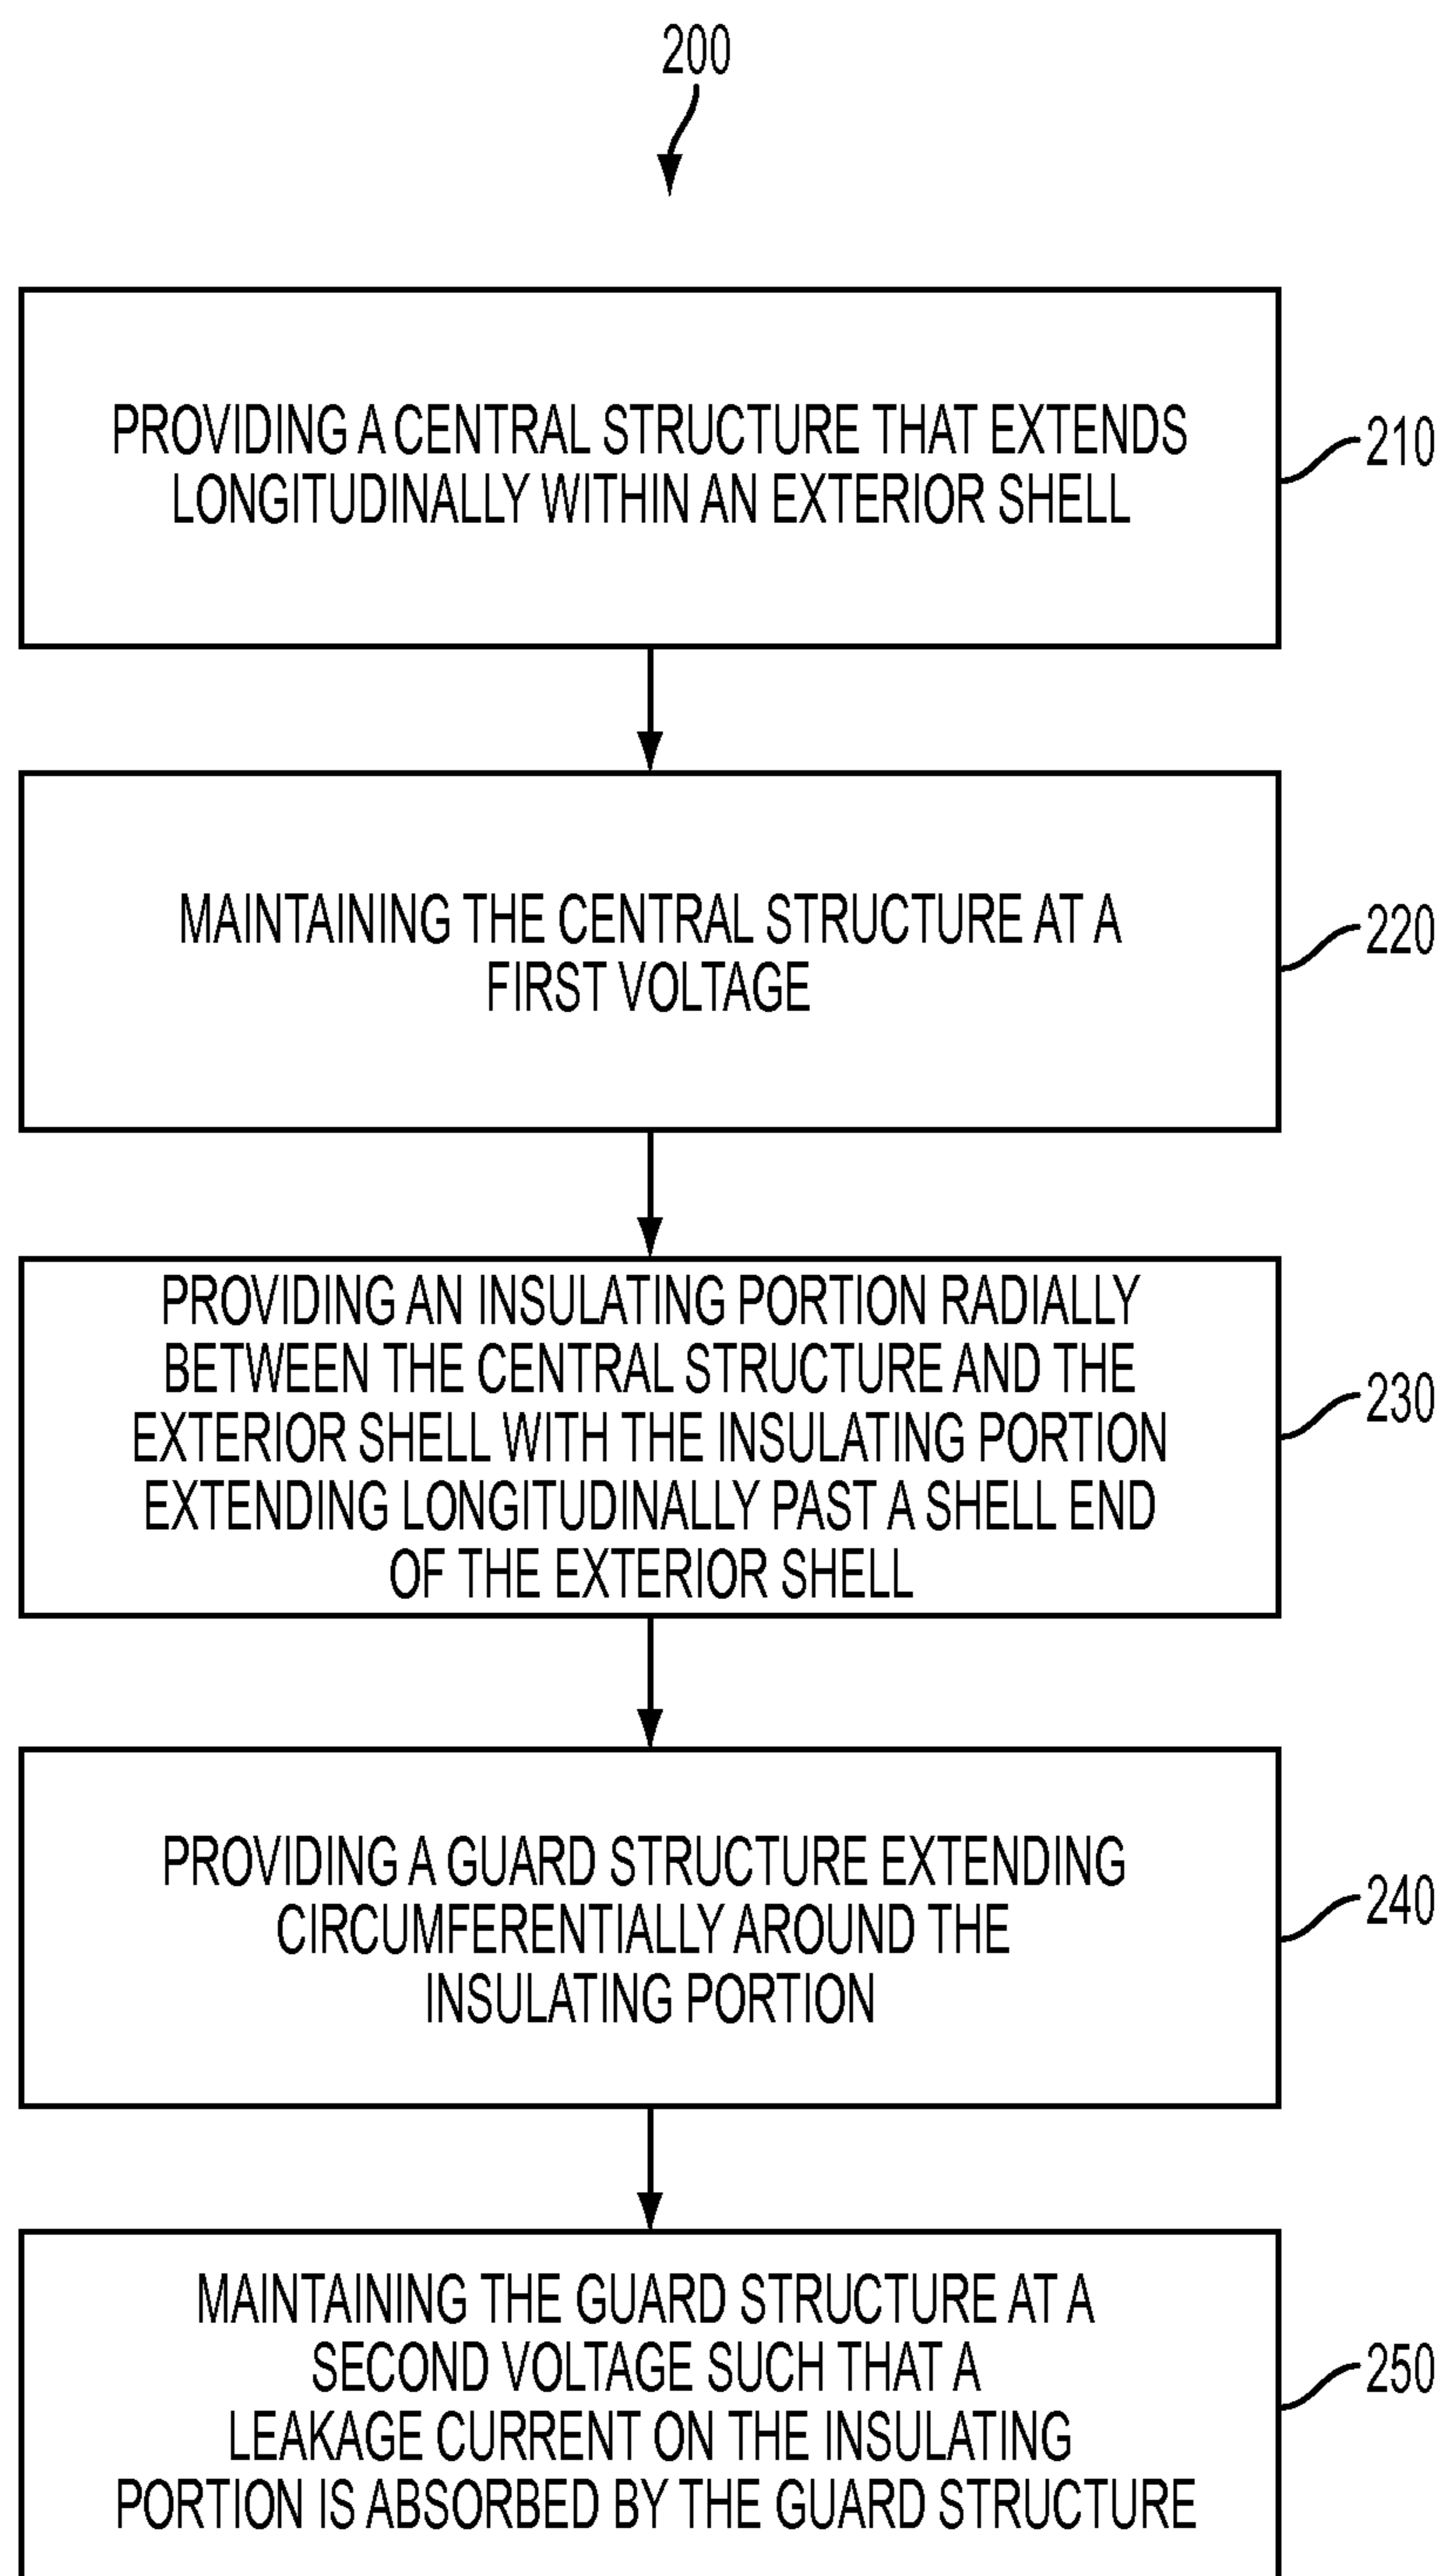 200
PROVIDING A CENTRAL STRUCTURE THAT EXTENDS
LONGITUDINALLY WITHIN AN EXTERIOR SHELL
210
MAINTAINING THE CENTRAL STRUCTURE AT A
FIRST VOLTAGE
220
PROVIDING AN INSULATING PORTION RADIALLY
BETWEEN THE CENTRAL STRUCTURE AND THE
EXTERIOR SHELL WITH THE INSULATING PORTION
EXTENDING LONGITUDINALLY PAST A SHELL END
OF THE EXTERIOR SHELL
230
PROVIDING A GUARD STRUCTURE EXTENDING
CIRCUMFERENTIALLY AROUND THE
INSULATING PORTION
240
MAINTAINING THE GUARD STRUCTURE AT A
SECOND VOLTAGE SUCH THAT A
LEAKAGE CURRENT ON THE INSULATING
PORTION IS ABSORBED BY THE GUARD STRUCTURE
250